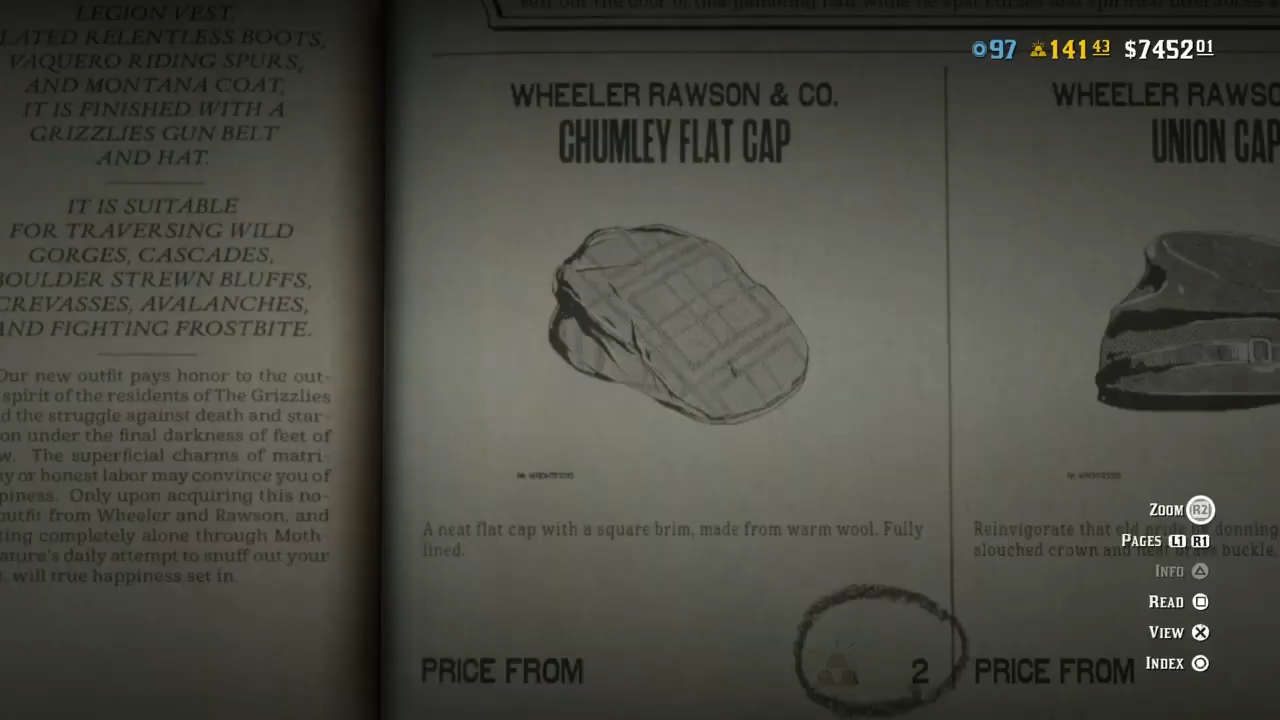 LEGION VEST,
LATED RELENTLESS BOOTS,
VAQUERO RIDING SPURS,
AND MONTANA COAT,
IT IS FINISHED WITH A
GRIZZLIES GUN BELT
AND HAT.
IT IS SUITABLE
FOR TRAVERSING WILD
GORGES, CASCADES,
BOULDER STREWN BLUFFS,
CREVASSES, AVALANCHES,
AND FIGHTING FROSTBITE.
Our new outfit pays honor to the out-
spirit of the residents of The Grizzlies
d the struggle against death and star-
on under the final darkness of feet of
w. The superficial charms of matri-
ny or honest labor may convince you of
piness. Only upon acquiring this no-
outfit from Wheeler and Rawson, and
ting completely alone through Moth-
ature's daily attempt to snuff out your
, will true happiness set in.
97 141 43 $7452 01
WHEELER RAWSON & CO.
CHUMLEY FLAT CAP
A neat flat cap with a square brim, made from warm wool. Fully
lined.
PRICE FROM 2
WHEELER RAWSO
UNION CAP
Reinvigorate that old pride by donning
slouched crown and neat brass buckle.
PRICE FROM
ZOOM R2
PAGES L1 R1
INFO
READ
VIEW
INDEX